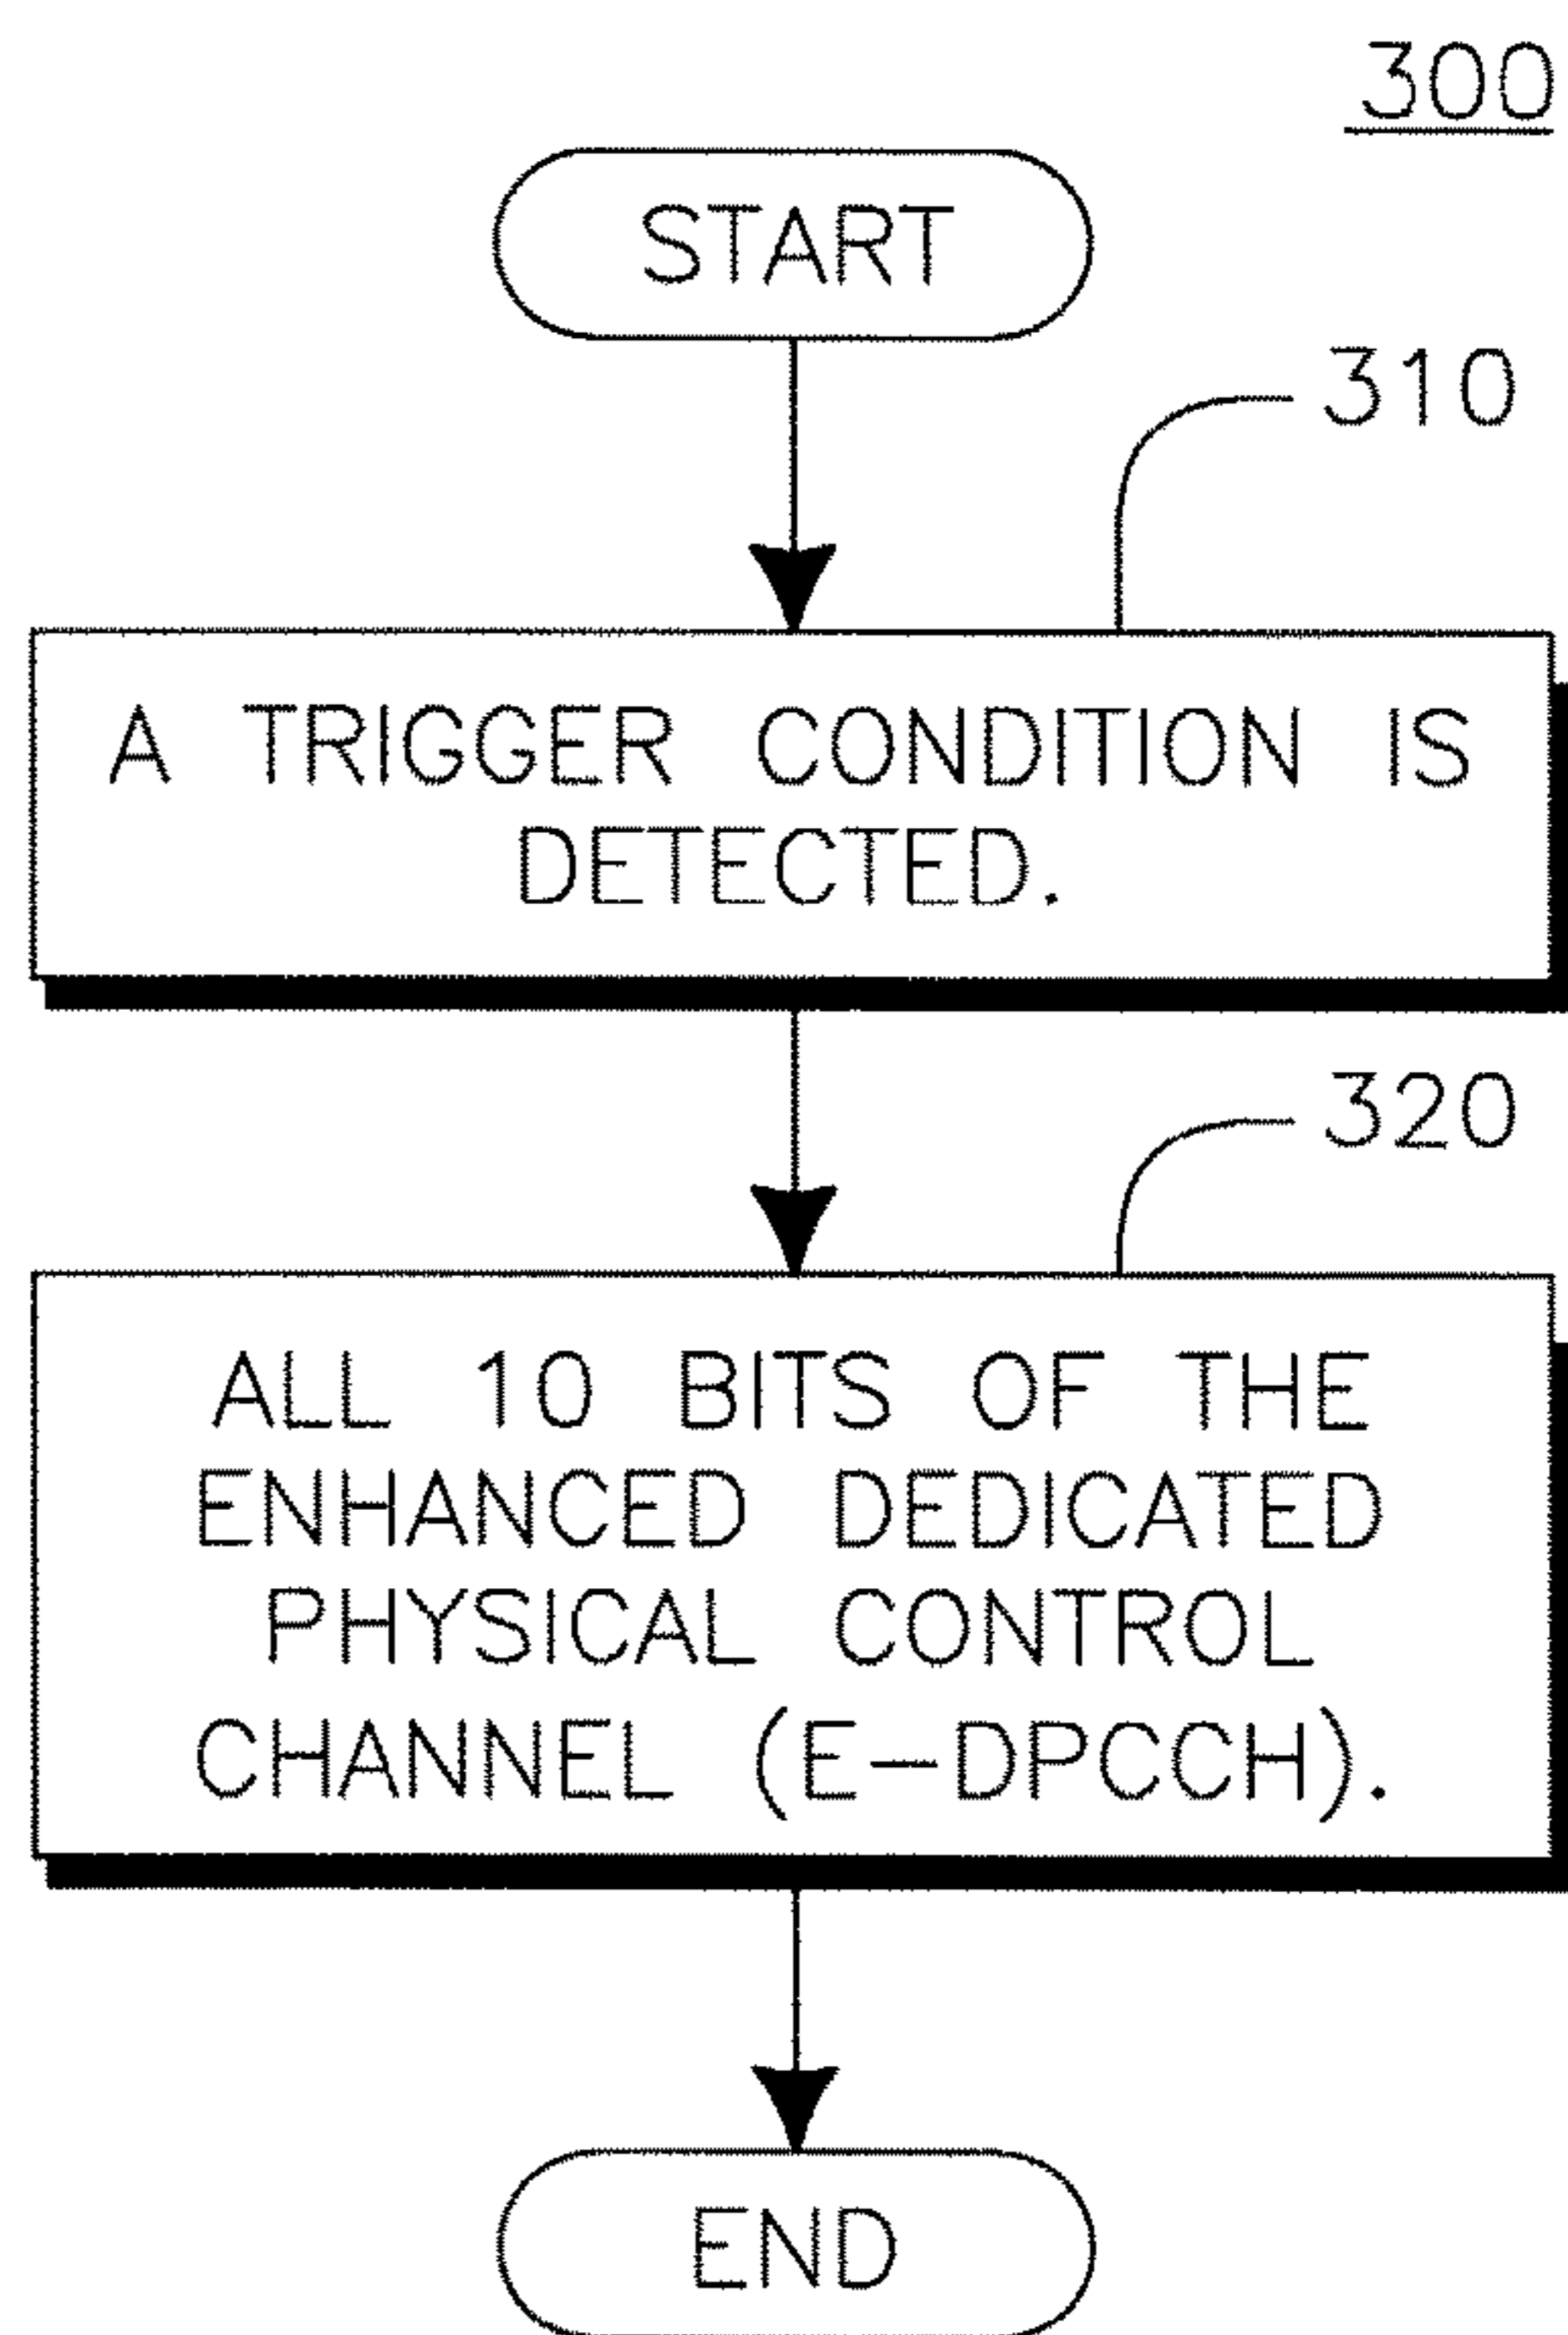 300
START
310
A TRIGGER CONDITION IS
DETECTED.
320
ALL 10 BITS OF THE
ENHANCED DEDICATED
PHYSICAL CONTROL
CHANNEL (E-DPCCH).
END